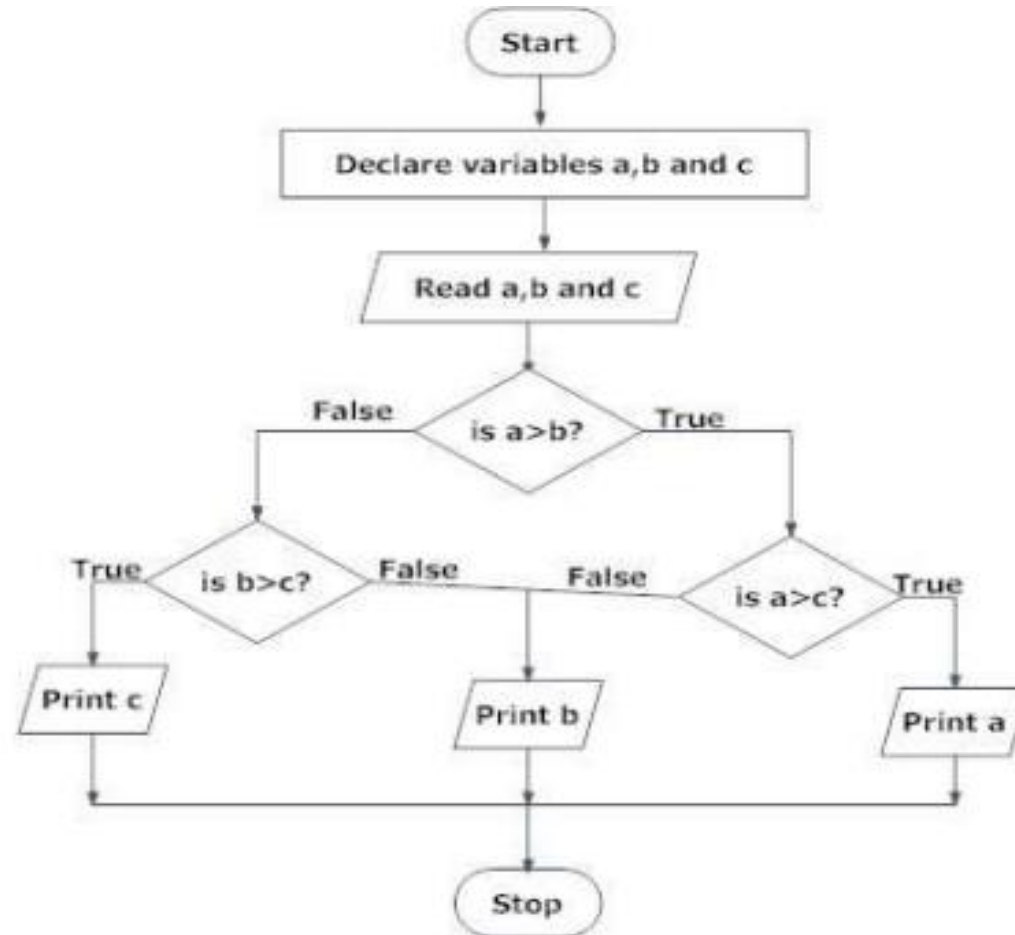 Start
Declare variables a,b and c
Read a,b and c
False
is a>b?
True
True
is b>c?
False
False
is a>c?
True
Print c
Print b
Print a
Stop